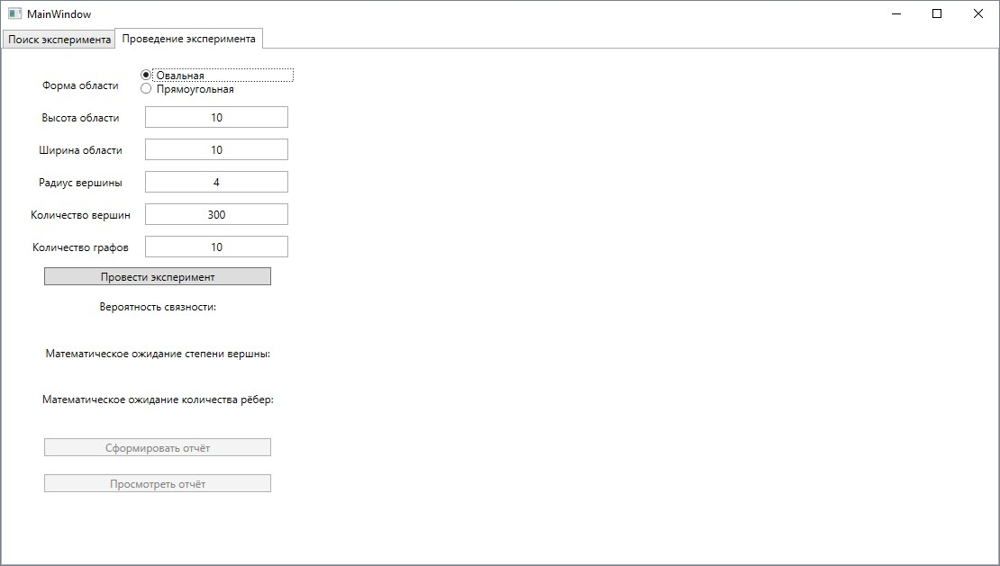 MainWindow
Поиск эксперимента Проведение эксперимента
Форма области
Овальная
Прямоугольная
Высота области 10
Ширина области 10
Радиус вершины 4
Количество вершин 300
Количество графов 10
Провести эксперимент
Вероятность связности:
Математическое ожидание степени вершны:
Математическое ожидание количества рёбер:
Сформировать отчёт
Просмотреть отчёт